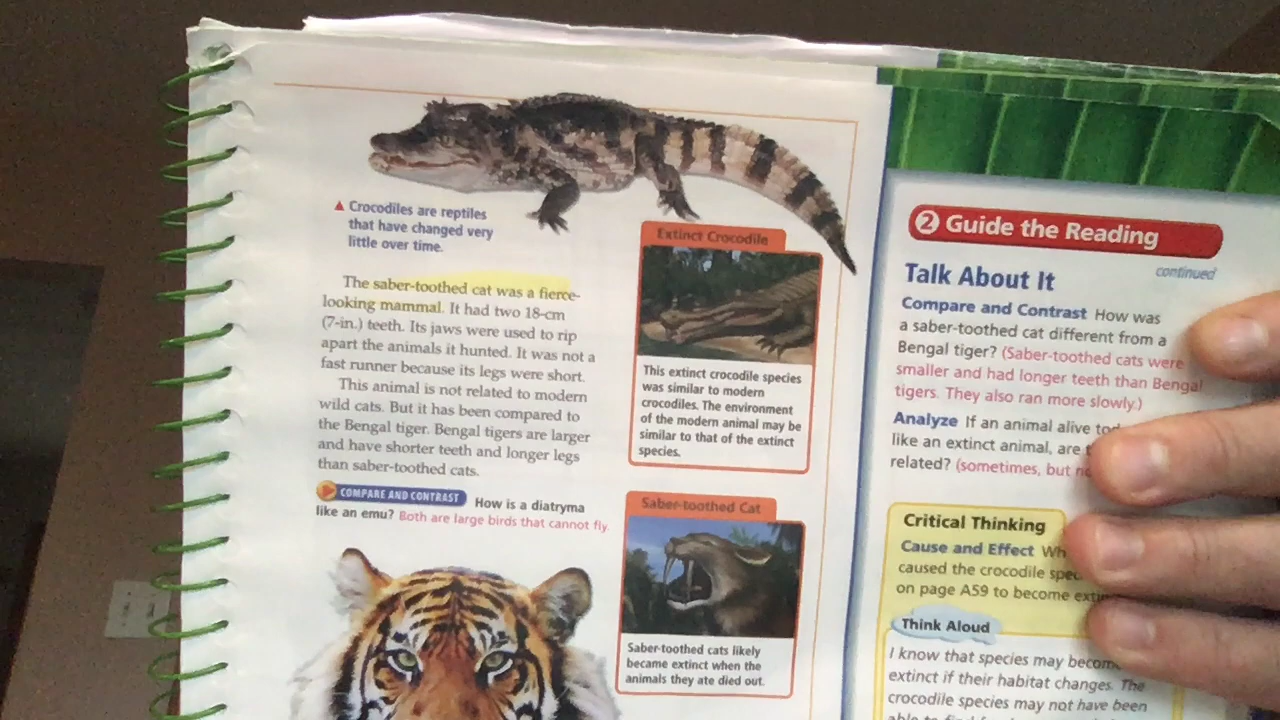 ▲ Crocodiles are reptiles
that have changed very
little over time.
The saber-toothed cat was a fierce-
looking mammal. It had two 18-cm
(7-in.) teeth. Its jaws were used to rip
apart the animals it hunted. It was not a
fast runner because its legs were short.
This animal is not related to modern
wild cats. But it has been compared to
the Bengal tiger. Bengal tigers are larger
and have shorter teeth and longer legs
than saber-toothed cats.
COMPARE AND CONTRAST How is a diatryma
like an emu? Both are large birds that cannot fly.
Extinct Crocodile
This extinct crocodile species
was similar to modern
crocodiles. The environment
of the modern animal may be
similar to that of the extinct
species.
Saber-toothed Cat
Saber-toothed cats likely
became extinct when the
animals they ate died out.
2 Guide the Reading
continued
Talk About It
Compare and Contrast How was
a saber-toothed cat different from a
Bengal tiger? (Saber-toothed cats were
smaller and had longer teeth than Bengal
tigers. They also ran more slowly.)
Analyze If an animal alive
like an extinct animal, are
related? (sometimes, but
Critical Thinking
Cause and Effect
caused the crocodile
on page A59 to become
Think Aloud
I know that species may become
extinct if their habitat changes. The
crocodile species may not have been